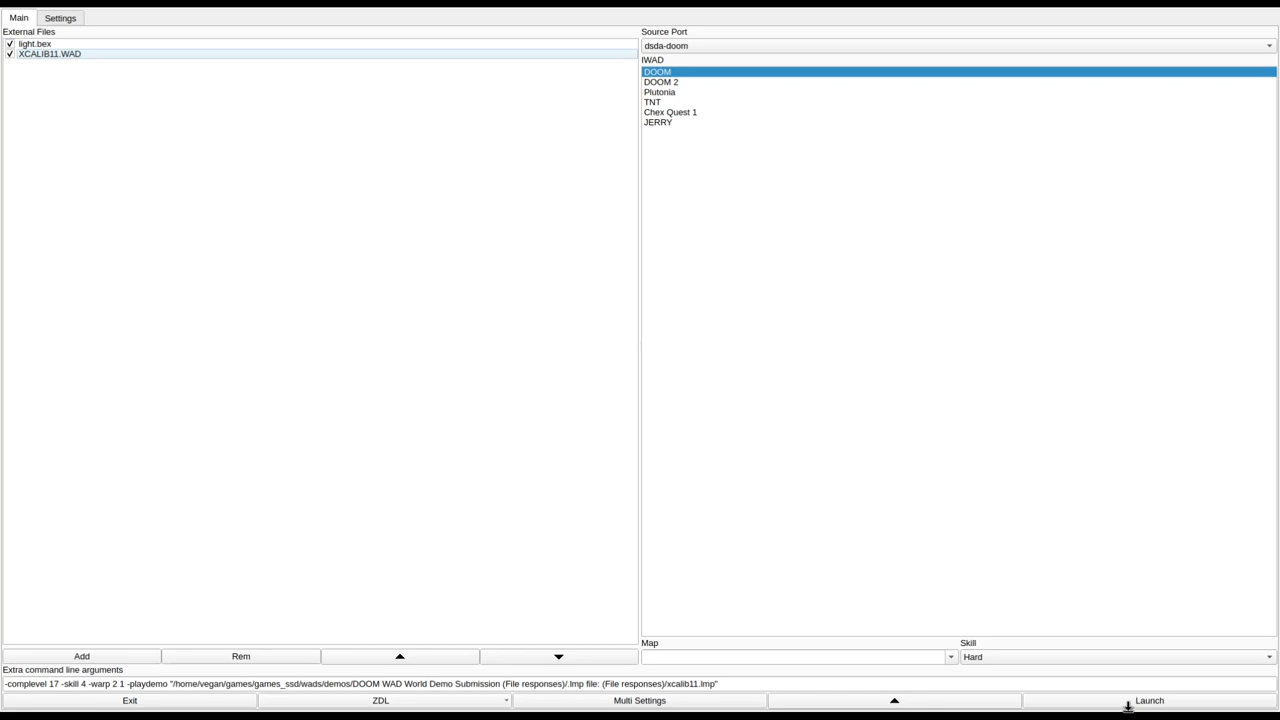 Main Settings
External Files
light.bex
XCALIB11.WAD
Source Port
dsda-doom
IWAD
DOOM
DOOM 2
Plutonia
TNT
Chex Quest 1
JERRY
Map Skill
Hard
Add Rem
Extra command line arguments
-complevel 17 -skill 4 -warp 2 1 -playdemo "/home/vegan/games/games_ssd/wads/demos/DOOM WAD World Demo Submission (File responses)/.lmp file: (File responses)/xcalib11.lmp"
Exit ZDL Multi Settings Launch